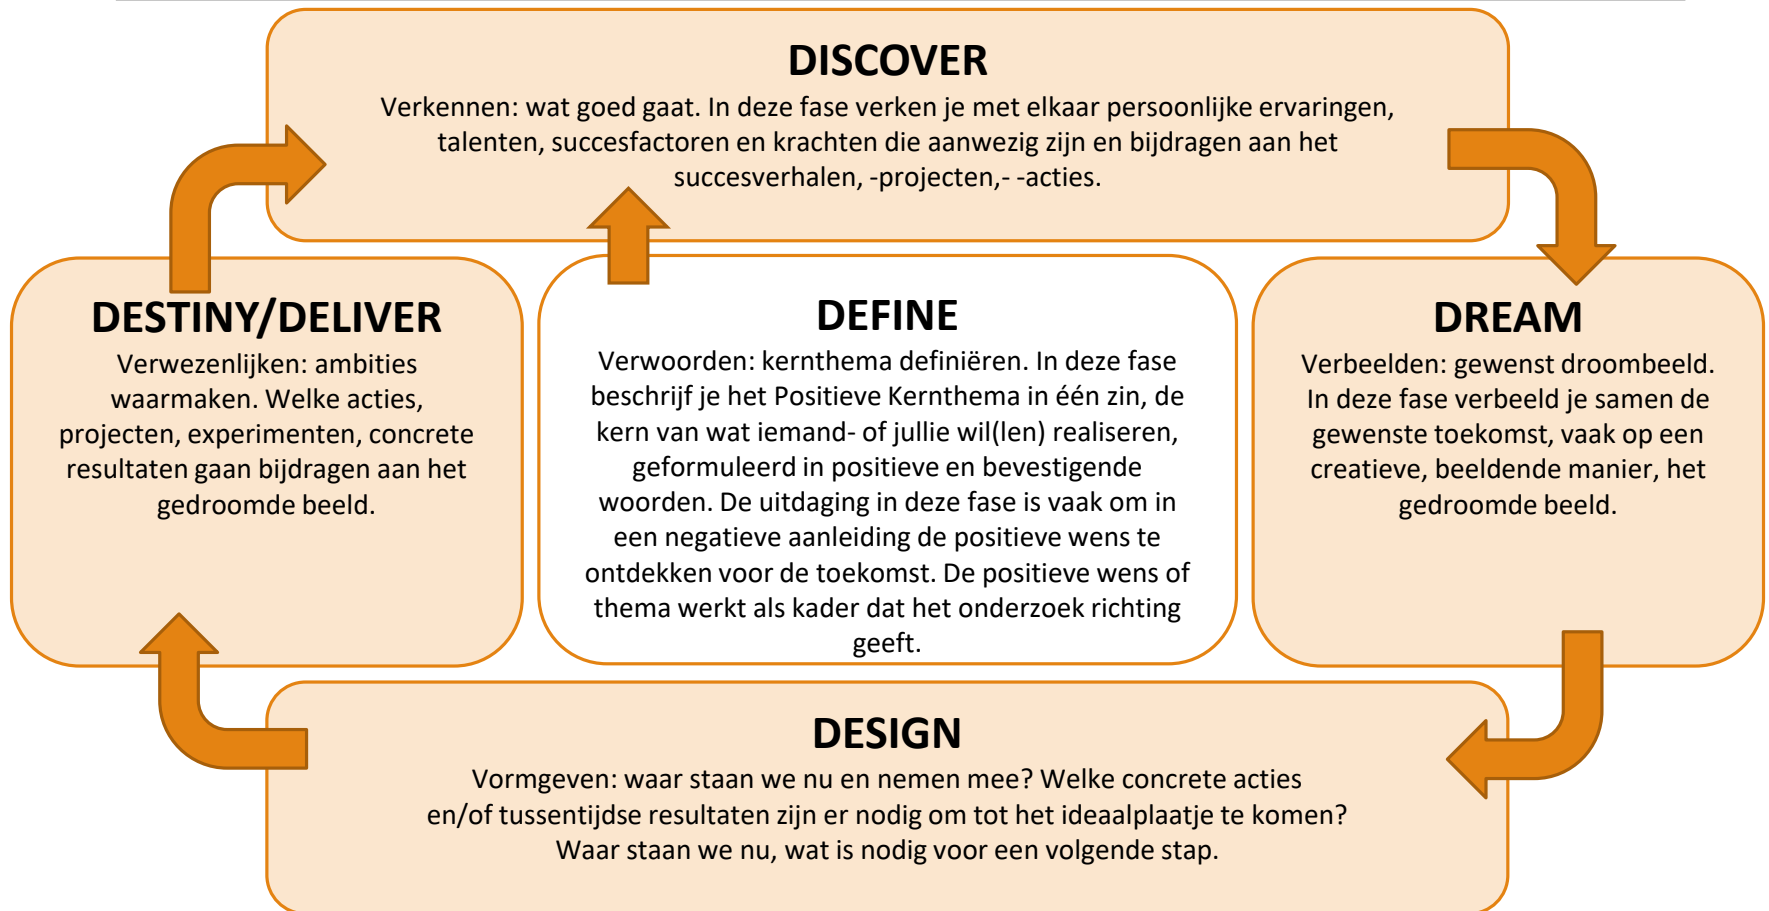 DISCOVER
Verkennen: wat goed gaat. In deze fase verken je met elkaar persoonlijke ervaringen,
talenten, succesfactoren en krachten die aanwezig zijn en bijdragen aan het
succesverhalen, -projecten,- -acties.
DESTINY/DELIVER
Verwezenlijken: ambities
waarmaken. Welke acties,
projecten, experimenten, concrete
resultaten gaan bijdragen aan het
gedroomde beeld.
DEFINE
Verwoorden: kernthema definiëren. In deze fase
beschrijf je het Positieve Kernthema in één zin, de
kern van wat iemand- of jullie wil(len) realiseren,
geformuleerd in positieve en bevestigende
woorden. De uitdaging in deze fase is vaak om in
een negatieve aanleiding de positieve wens te
ontdekken voor de toekomst. De positieve wens of
thema werkt als kader dat het onderzoek richting
geeft.
DREAM
Verbeelden: gewenst droombeeld.
In deze fase verbeeld je samen de
gewenste toekomst, vaak op een
creatieve, beeldende manier, het
gedroomde beeld.
DESIGN
Vormgeven: waar staan we nu en nemen mee? Welke concrete acties
en/of tussentijdse resultaten zijn er nodig om tot het ideaalplaatje te komen?
Waar staan we nu, wat is nodig voor een volgende stap.